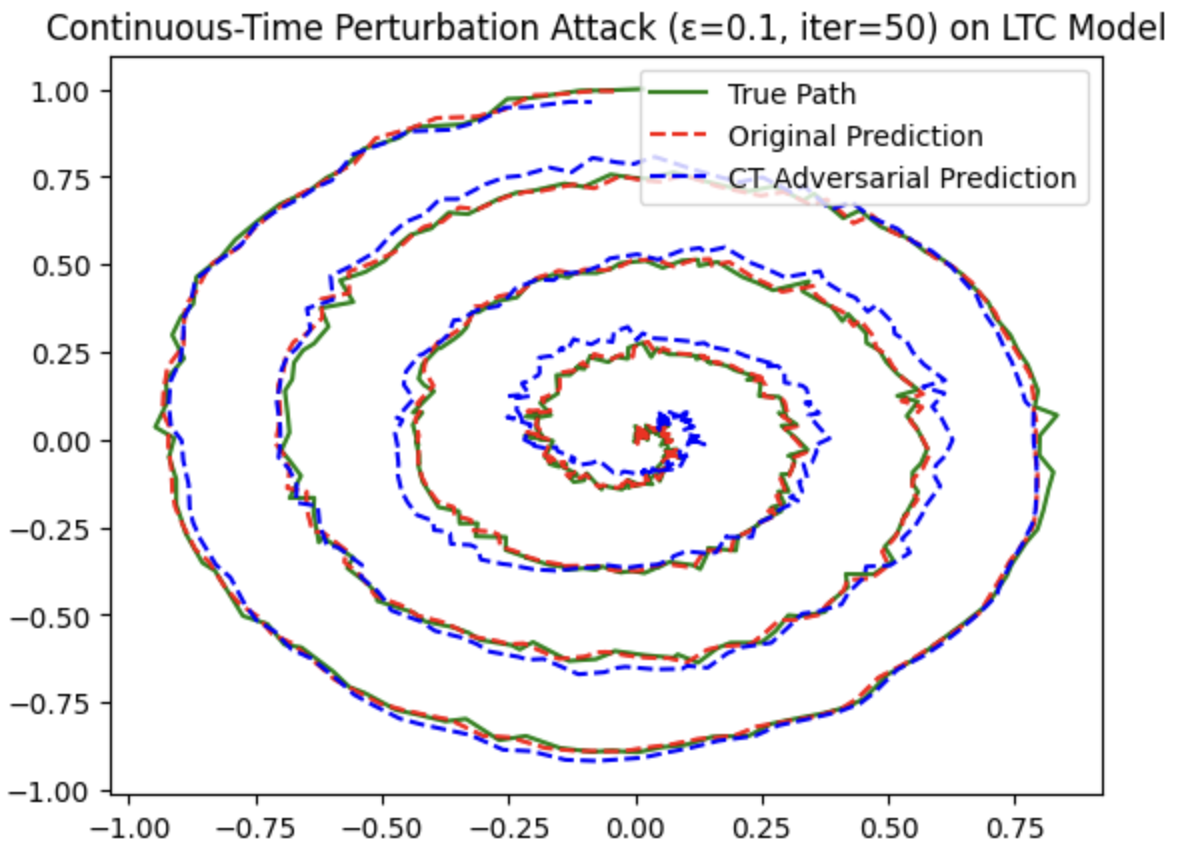 Continuous-Time Perturbation Attack (ε=0.1, iter=50) on LTC Model
True Path
Original Prediction
CT Adversarial Prediction
1.00
0.75
0.50
0.25
0.00
−0.25
−0.50
−0.75
−1.00
−1.00 −0.75 −0.50 −0.25 0.00 0.25 0.50 0.75